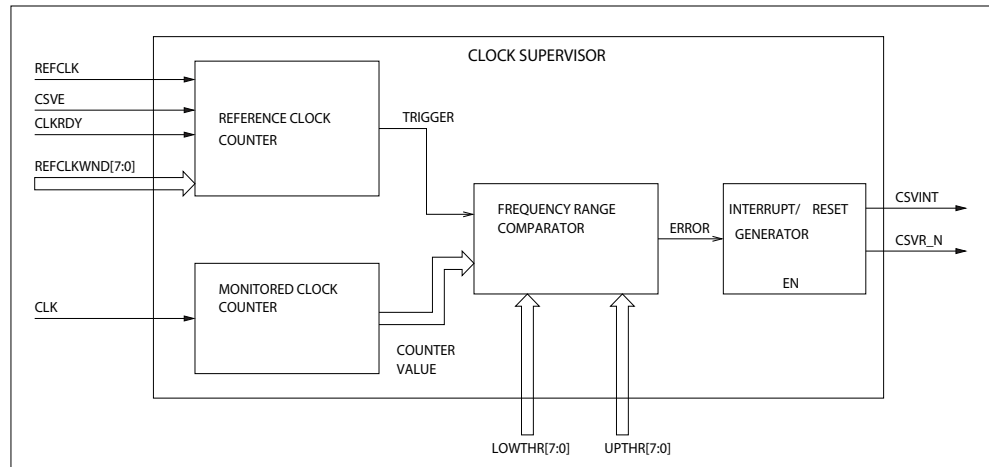 CLOCK SUPERVISOR
REFCLK
CSVE
CLKRDY
REFCLKWND[7:0]
REFERENCE CLOCK
COUNTER
TRIGGER
FREQUENCY RANGE
COMPARATOR
ERROR
INTERRUPT/ RESET
GENERATOR
EN
CSVINT
CSVR_N
CLK
MONITORED CLOCK
COUNTER
COUNTER
VALUE
LOWTHR[7:0]
UPTHR[7:0]